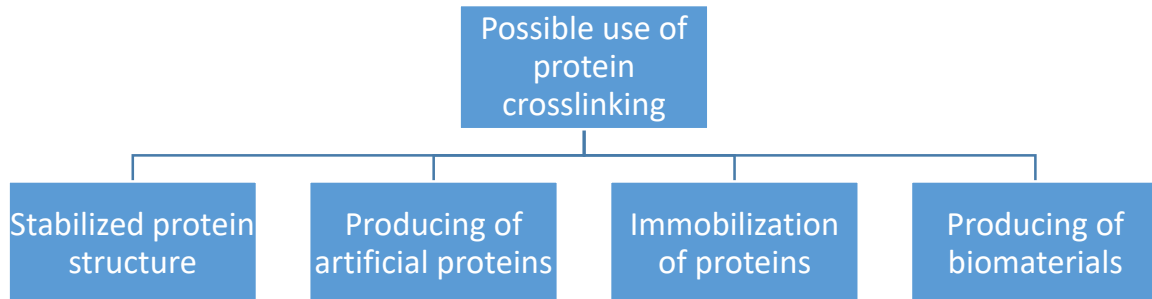 Possible use of
protein
crosslinking
Stabilized protein
structure
Producing of
artificial proteins
Immobilization
of proteins
Producing of
biomaterials